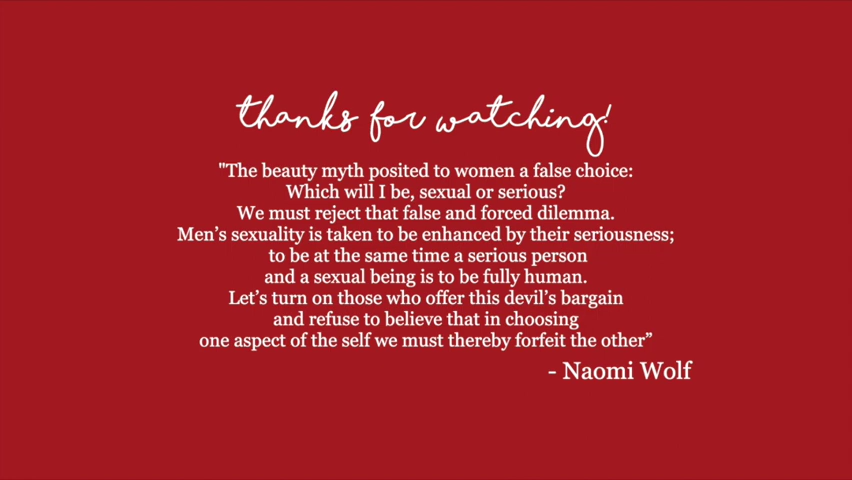 thanks for watching!
"The beauty myth posited to women a false choice:
Which will I be, sexual or serious?
We must reject that false and forced dilemma.
Men’s sexuality is taken to be enhanced by their seriousness;
to be at the same time a serious person
and a sexual being is to be fully human.
Let’s turn on those who offer this devil’s bargain
and refuse to believe that in choosing
one aspect of the self we must thereby forfeit the other”
- Naomi Wolf